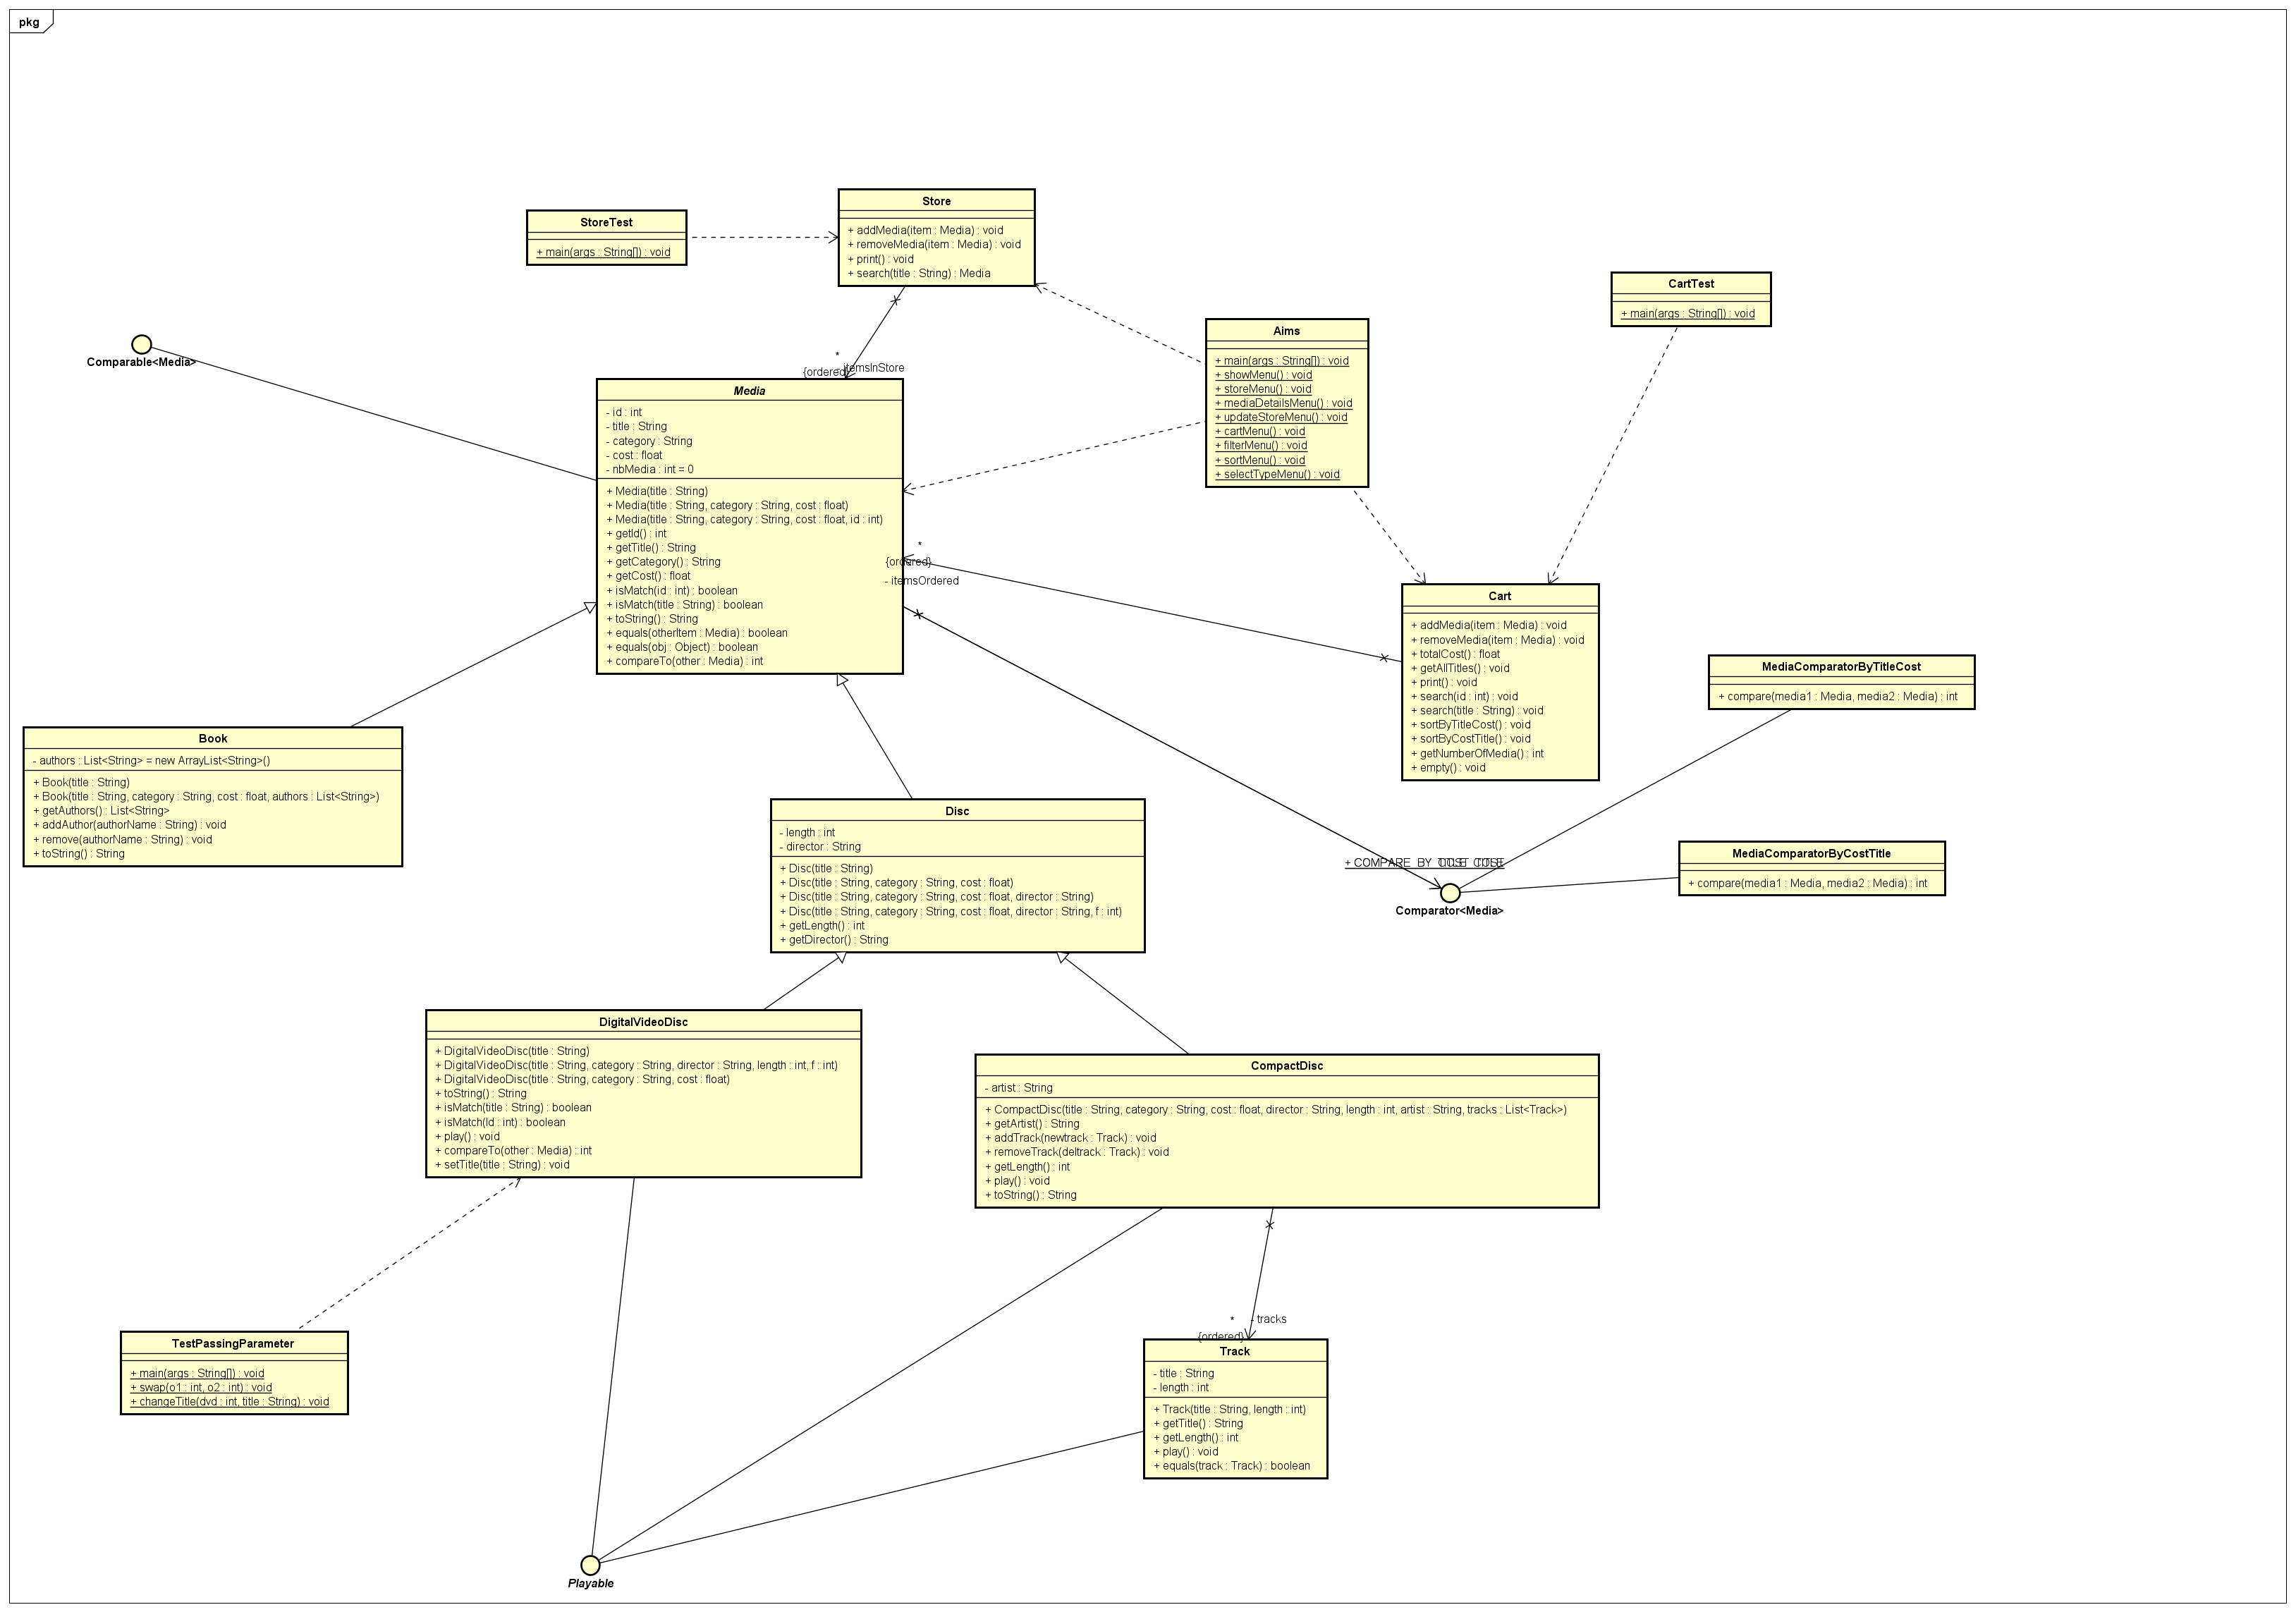 pkg
Store
+ addMedia(item : Media) : void
+ removeMedia(item : Media) : void
+ print() : void
+ search(title : String) : Media
StoreTest
+ main(args : String[]) : void
CartTest
+ main(args : String[]) : void
Aims
+ main(args : String[]) : void
+ showMenu() : void
+ storeMenu() : void
+ mediaDetailsMenu() : void
+ updateStoreMenu() : void
+ cartMenu() : void
+ filterMenu() : void
+ sortMenu() : void
+ selectTypeMenu() : void
Comparable<Media>
*
- itemsInStore
{ordered}
Media
- id : int
- title : String
- category : String
- cost : float
- nbMedia : int = 0
+ Media(title : String)
+ Media(title : String, category : String, cost : float)
+ Media(title : String, category : String, cost : float, id : int)
+ getId() : int
+ getTitle() : String
+ getCategory() : String
+ getCost() : float
+ isMatch(id : int) : boolean
+ isMatch(title : String) : boolean
+ toString() : String
+ equals(otherItem : Media) : boolean
+ equals(obj : Object) : boolean
+ compareTo(other : Media) : int
*
{ordered}
- itemsOrdered
Cart
+ addMedia(item : Media) : void
+ removeMedia(item : Media) : void
+ totalCost() : float
+ getAllTitles() : void
+ print() : void
+ search(id : int) : void
+ search(title : String) : void
+ sortByTitleCost() : void
+ sortByCostTitle() : void
+ getNumberOfMedia() : int
+ empty() : void
MediaComparatorByTitleCost
+ compare(media1 : Media, media2 : Media) : int
Book
- authors : List<String> = new ArrayList<String>()
+ Book(title : String)
+ Book(title : String, category : String, cost : float, authors : List<String>)
+ getAuthors() : List<String>
+ addAuthor(authorName : String) : void
+ remove(authorName : String) : void
+ toString() : String
Disc
- length : int
- director : String
+ Disc(title : String)
+ Disc(title : String, category : String, cost : float)
+ Disc(title : String, category : String, cost : float, director : String)
+ Disc(title : String, category : String, cost : float, director : String, f : int)
+ getLength() : int
+ getDirector() : String
MediaComparatorByCostTitle
+ compare(media1 : Media, media2 : Media) : int
+ COMPARE_BY_
Comparator<Media>
DigitalVideoDisc
+ DigitalVideoDisc(title : String)
+ DigitalVideoDisc(title : String, category : String, director : String, length : int, f : int)
+ DigitalVideoDisc(title : String, category : String, cost : float)
+ toString() : String
+ isMatch(title : String) : boolean
+ isMatch(Id : int) : boolean
+ play() : void
+ compareTo(other : Media) : int
+ setTitle(title : String) : void
CompactDisc
- artist : String
+ CompactDisc(title : String, category : String, cost : float, director : String, length : int, artist : String, tracks : List<Track>)
+ getArtist() : String
+ addTrack(newtrack : Track) : void
+ removeTrack(deltrack : Track) : void
+ getLength() : int
+ play() : void
+ toString() : String
*
- tracks
{ordered}
TestPassingParameter
+ main(args : String[]) : void
+ swap(o1 : int, o2 : int) : void
+ changeTitle(dvd : int, title : String) : void
Track
- title : String
- length : int
+ Track(title : String, length : int)
+ getTitle() : String
+ getLength() : int
+ play() : void
+ equals(track : Track) : boolean
Playable